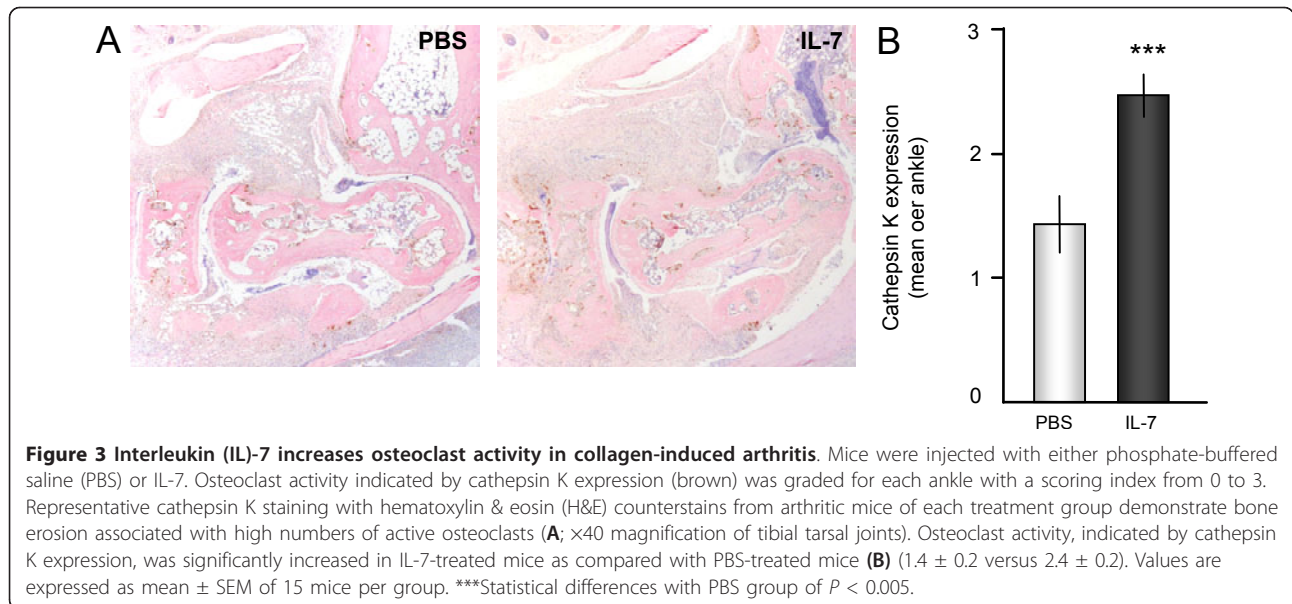 A
PBS
IL-7
B
Cathepsin K expression
(mean oer ankle)
3
2
1
0
***
PBS
IL-7
Figure 3 Interleukin (IL)-7 increases osteoclast activity in collagen-induced arthritis. Mice were injected with either phosphate-buffered
saline (PBS) or IL-7. Osteoclast activity indicated by cathepsin K expression (brown) was graded for each ankle with a scoring index from 0 to 3.
Representative cathepsin K staining with hematoxylin & eosin (H&E) counterstains from arthritic mice of each treatment group demonstrate bone
erosion associated with high numbers of active osteoclasts (A; ×40 magnification of tibial tarsal joints). Osteoclast activity, indicated by cathepsin
K expression, was significantly increased in IL-7-treated mice as compared with PBS-treated mice (B) (1.4 ± 0.2 versus 2.4 ± 0.2). Values are
expressed as mean ± SEM of 15 mice per group. ***Statistical differences with PBS group of P < 0.005.